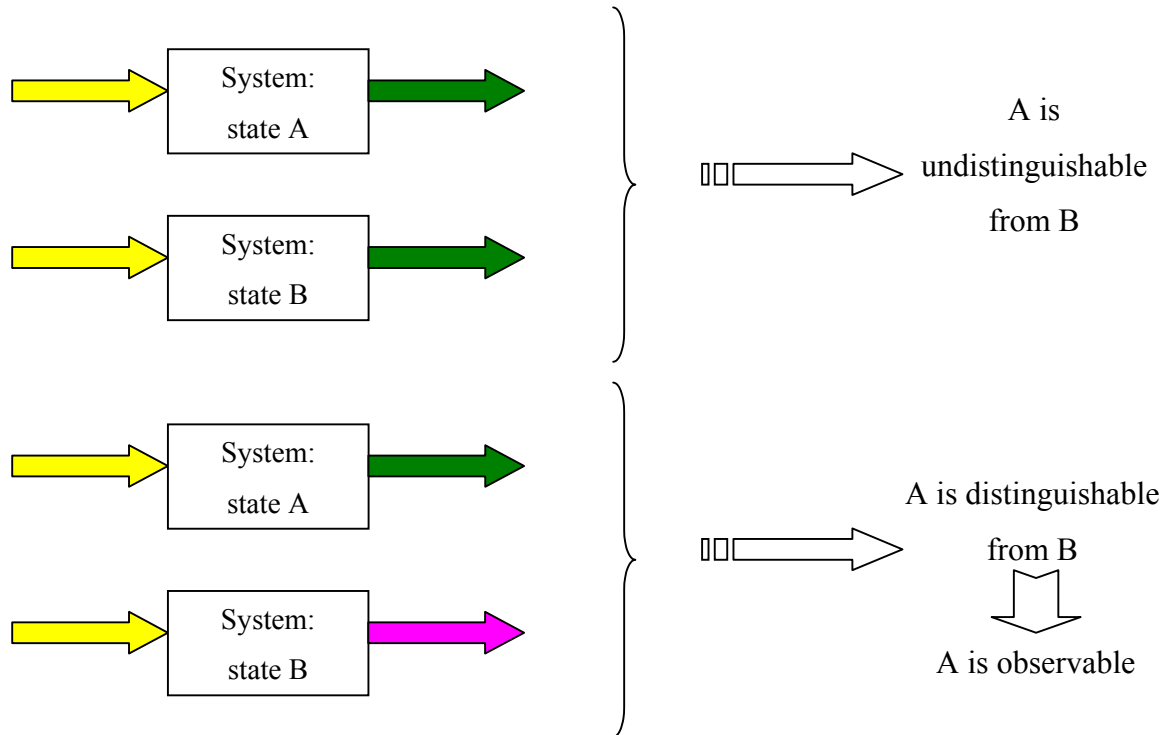 System:
state A
System:
state B
A is
undistinguishable
from B
System:
state A
System:
state B
A is distinguishable
from B
A is observable